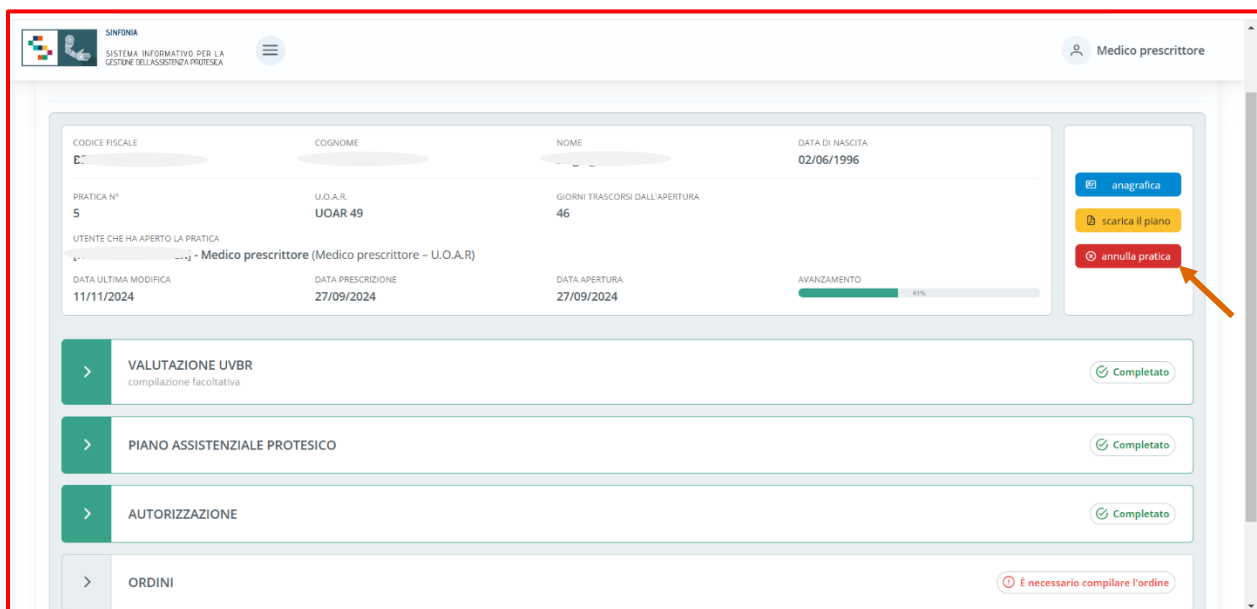 SINFONIA
SISTEMA INFORMATIVO PER LA
GESTIONE DELL'ASSISTENZA PROTESICA
Medico prescrittore
CODICE FISCALE
COGNOME
NOME
DATA DI NASCITA
02/06/1996
PRATICA N°
U.O.A.R.
GIORNI TRASCORSI DALL'APERTURA
5
UOAR 49
46
UTENTE CHE HA APERTO LA PRATICA
- Medico prescrittore (Medico prescrittore – U.O.A.R)
DATA ULTIMA MODIFICA
DATA PRESCRIZIONE
DATA APERTURA
AVANZAMENTO
11/11/2024
27/09/2024
27/09/2024
41%
anagrafica
scarica il piano
annulla pratica
VALUTAZIONE UVBR
compilazione facoltativa
Completato
PIANO ASSISTENZIALE PROTESICO
Completato
AUTORIZZAZIONE
Completato
ORDINI
È necessario compilare l'ordine